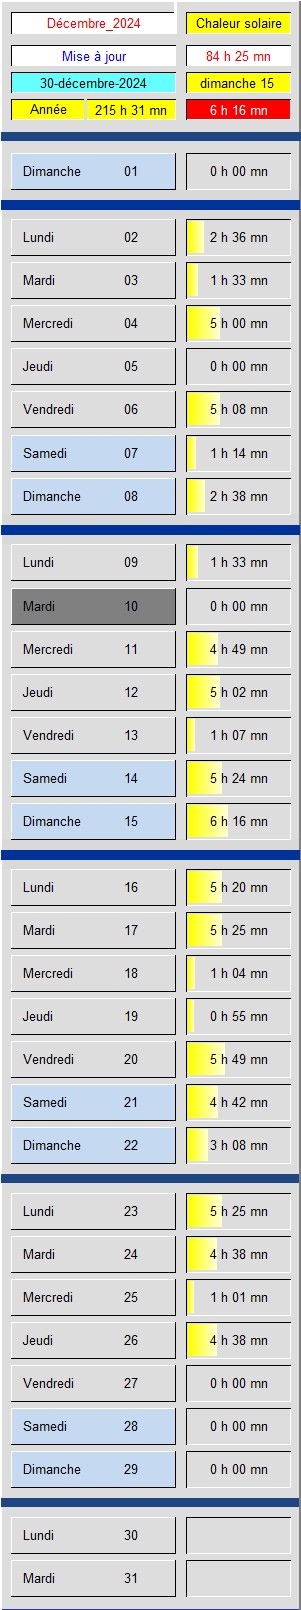 Décembre_2024 Chaleur solaire
Mise à jour 84 h 25 mn
30-décembre-2024 dimanche 15
Année 215 h 31 mn 6 h 16 mn
Dimanche 01 0 h 00 mn
Lundi 02 2 h 36 mn
Mardi 03 1 h 33 mn
Mercredi 04 5 h 00 mn
Jeudi 05 0 h 00 mn
Vendredi 06 5 h 08 mn
Samedi 07 1 h 14 mn
Dimanche 08 2 h 38 mn
Lundi 09 1 h 33 mn
Mardi 10 0 h 00 mn
Mercredi 11 4 h 49 mn
Jeudi 12 5 h 02 mn
Vendredi 13 1 h 07 mn
Samedi 14 5 h 24 mn
Dimanche 15 6 h 16 mn
Lundi 16 5 h 20 mn
Mardi 17 5 h 25 mn
Mercredi 18 1 h 04 mn
Jeudi 19 0 h 55 mn
Vendredi 20 5 h 49 mn
Samedi 21 4 h 42 mn
Dimanche 22 3 h 08 mn
Lundi 23 5 h 25 mn
Mardi 24 4 h 38 mn
Mercredi 25 1 h 01 mn
Jeudi 26 4 h 38 mn
Vendredi 27 0 h 00 mn
Samedi 28 0 h 00 mn
Dimanche 29 0 h 00 mn
Lundi 30
Mardi 31